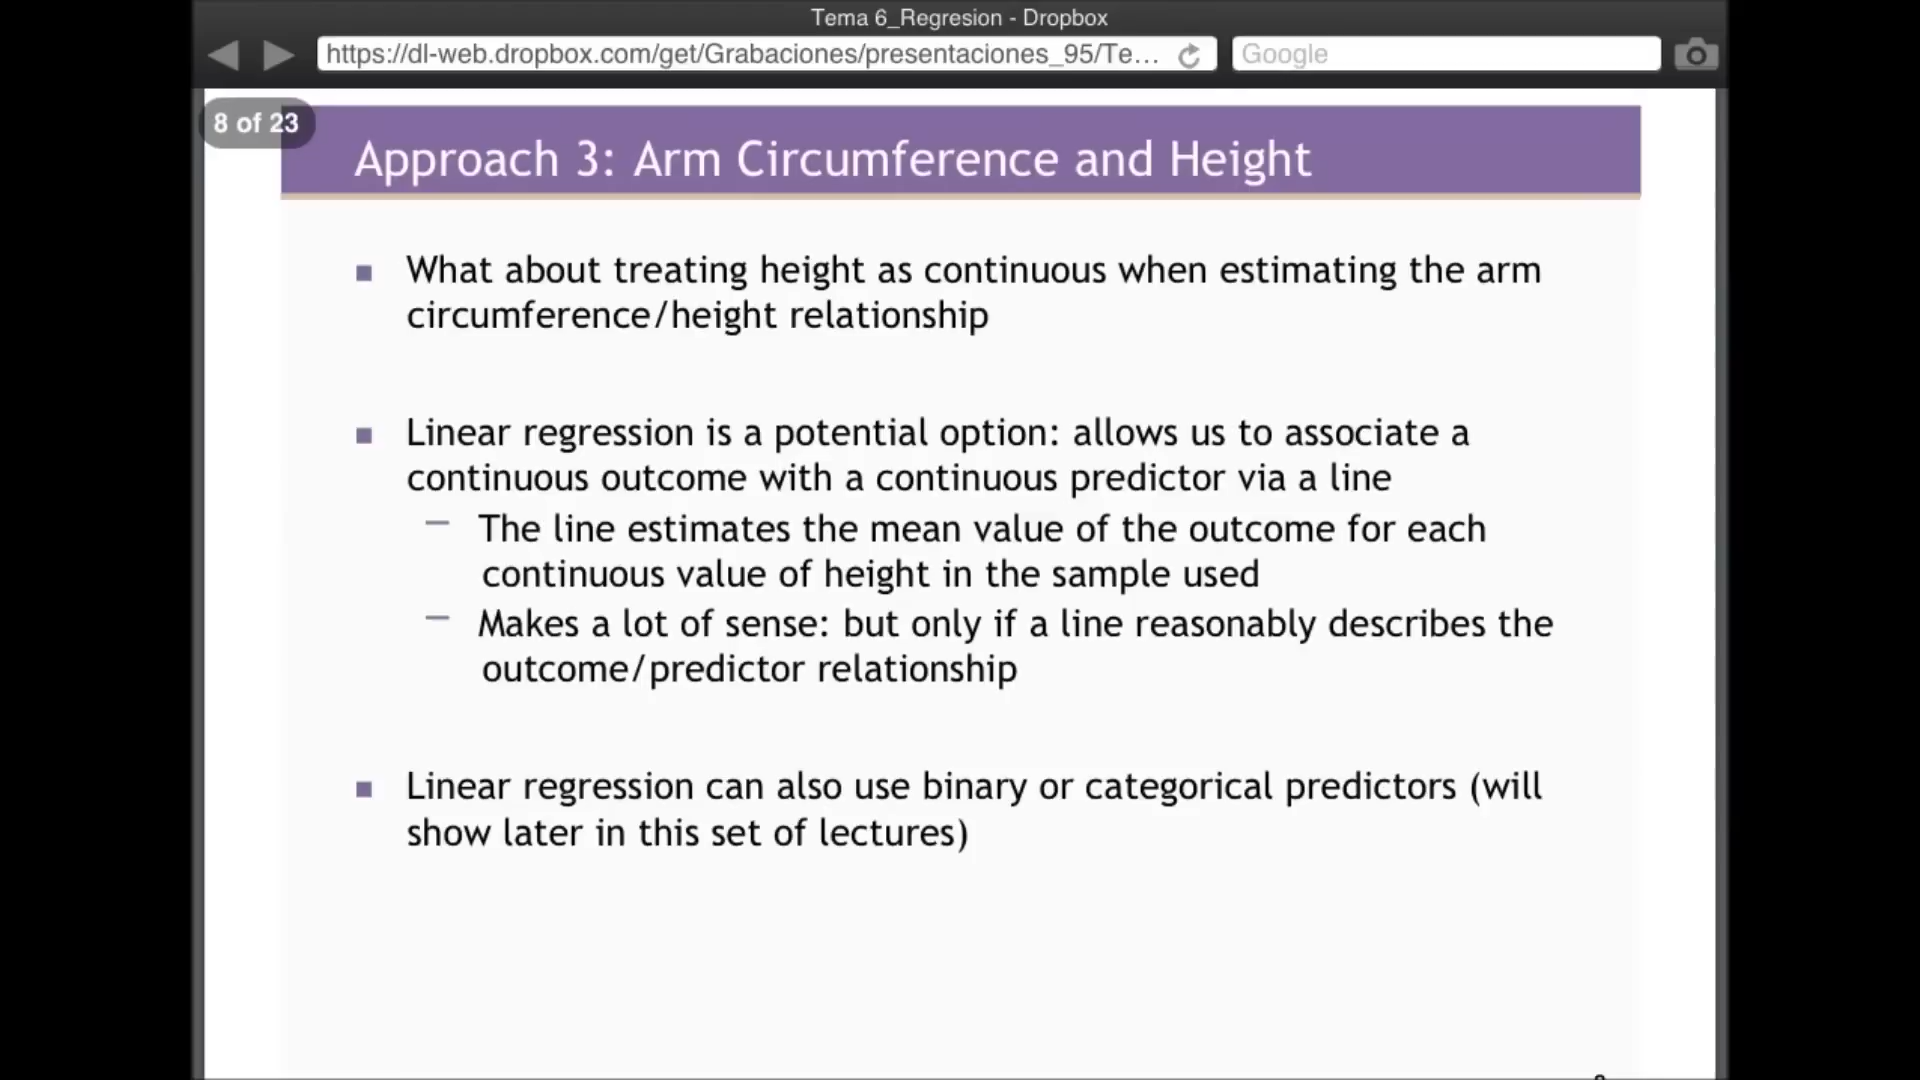 Tema 6_Regresion - Dropbox
https://dl-web.dropbox.com/get/Grabaciones/presentaciones_95/Te...
Google
8 of 23
Approach 3: Arm Circumference and Height
What about treating height as continuous when estimating the arm
circumference/height relationship
Linear regression is a potential option: allows us to associate a
continuous outcome with a continuous predictor via a line
— The line estimates the mean value of the outcome for each
continuous value of height in the sample used
— Makes a lot of sense: but only if a line reasonably describes the
outcome/predictor relationship
Linear regression can also use binary or categorical predictors (will
show later in this set of lectures)